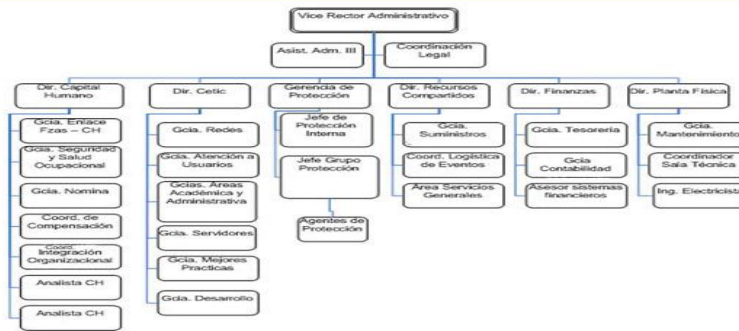 Vice Rector Administrativo
Asist. Adm. III
Coordinación
Legal
Dir. Capital
Humano
Dir. Cetic
Gerencia de
Protección
Dir. Recursos
Compartidos
Dir. Finanzas
Dir. Planta Física
Gcia. Enlace
Fzas – CH
Gcia. Seguridad
y Salud
Ocupacional
Gcia. Nomina
Coord. de
Compensación
Coord.
Integración
Organizacional
Analista CH
Analista CH
Gcia. Redes
Gcia. Atención a
Usuarios
Gcias. Areas
Académica y
Administrativa
Gcia. Servidores
Gcia. Mejores
Practicas
Gcia. Desarrollo
Jefe de
Protección
Interna
Jefe Grupo
Protección
Agentes de
Protección
Gcia.
Suministros
Coord. Logística
de Eventos
Area Servicios
Generales
Gcia. Tesorería
Gcia
Contabilidad
Asesor sistemas
financieros
Gcia.
Mantenimiento
Coordinador
Sala Técnica
Ing. Electricista